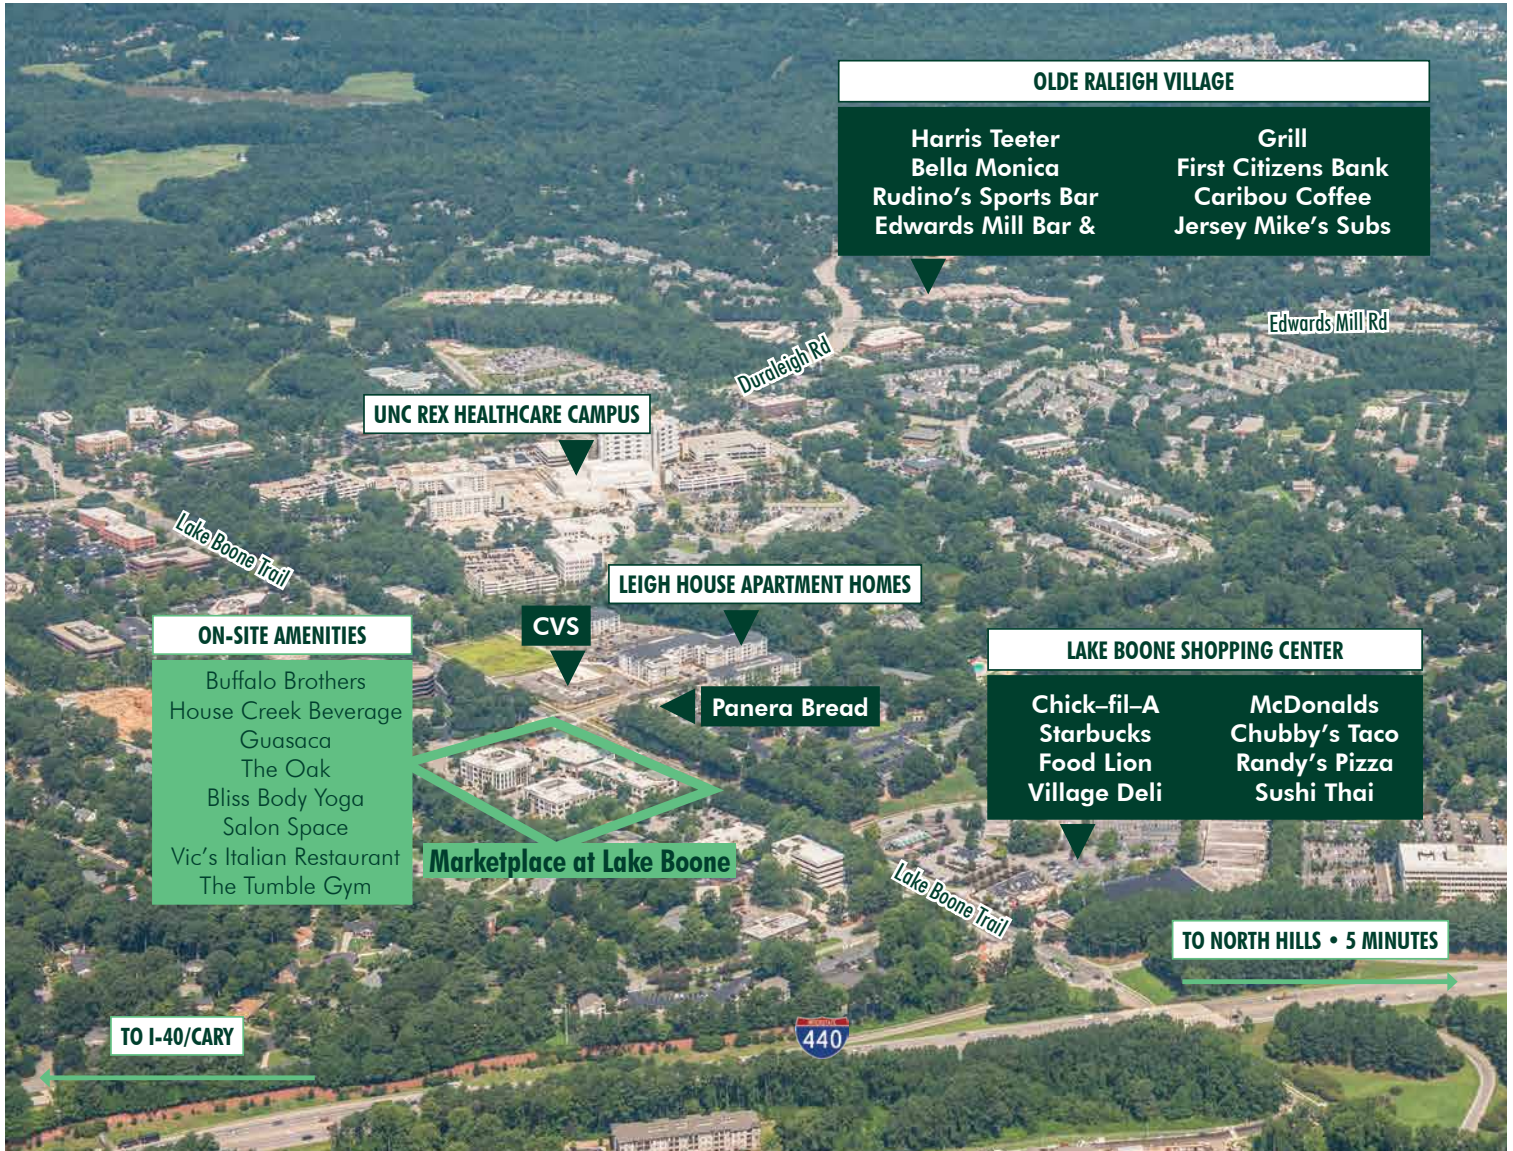 OLDE RALEIGH VILLAGE
Harris Teeter
Bella Monica
Rudino’s Sports Bar
Edwards Mill Bar &
Grill
First Citizens Bank
Caribou Coffee
Jersey Mike’s Subs
Edwards Mill Rd
Duraleigh Rd
UNC REX HEALTHCARE CAMPUS
Lake Boone Trail
LEIGH HOUSE APARTMENT HOMES
CVS
Panera Bread
ON-SITE AMENITIES
Buffalo Brothers
House Creek Beverage
Guasaca
The Oak
Bliss Body Yoga
Salon Space
Vic’s Italian Restaurant
The Tumble Gym
Marketplace at Lake Boone
LAKE BOONE SHOPPING CENTER
Chick–fil–A
Starbucks
Food Lion
Village Deli
McDonalds
Chubby’s Taco
Randy’s Pizza
Sushi Thai
Lake Boone Trail
TO NORTH HILLS • 5 MINUTES
TO I-40/CARY
INTERSTATE
440